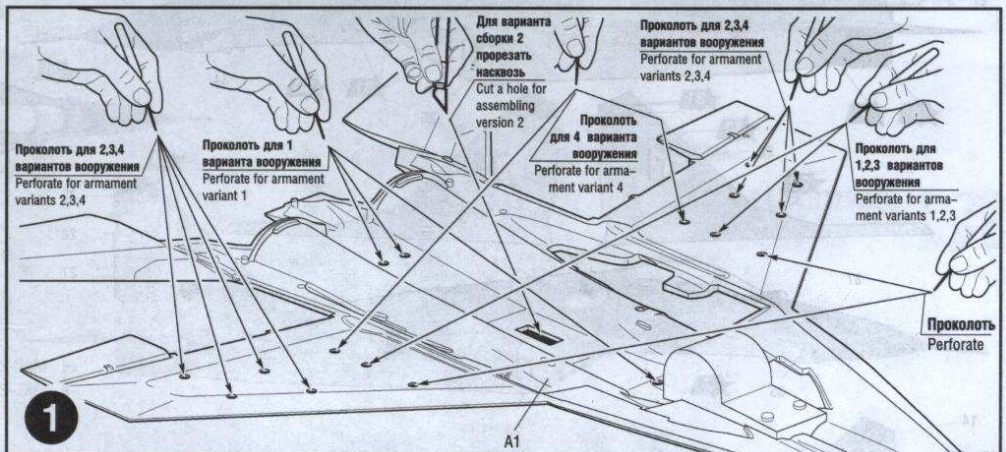 Проколоть для 2,3,4
вариантов вооружения
Perforate for armament
variants 2,3,4
Проколоть для 1
варианта вооружения
Perforate for armament
variant 1
Для варианта
сборки 2
прорезать
насквозь
Cut a hole for
assembling
version 2
Проколоть
для 4 варианта
вооружения
Perforate for arma-
ment variant 4
Проколоть для 2,3,4
вариантов вооружения
Perforate for armament
variants 2,3,4
Проколоть для
1,2,3 вариантов
вооружения
Perforate for arma-
ment variants 1,2,3
Проколоть
Perforate
1
A1